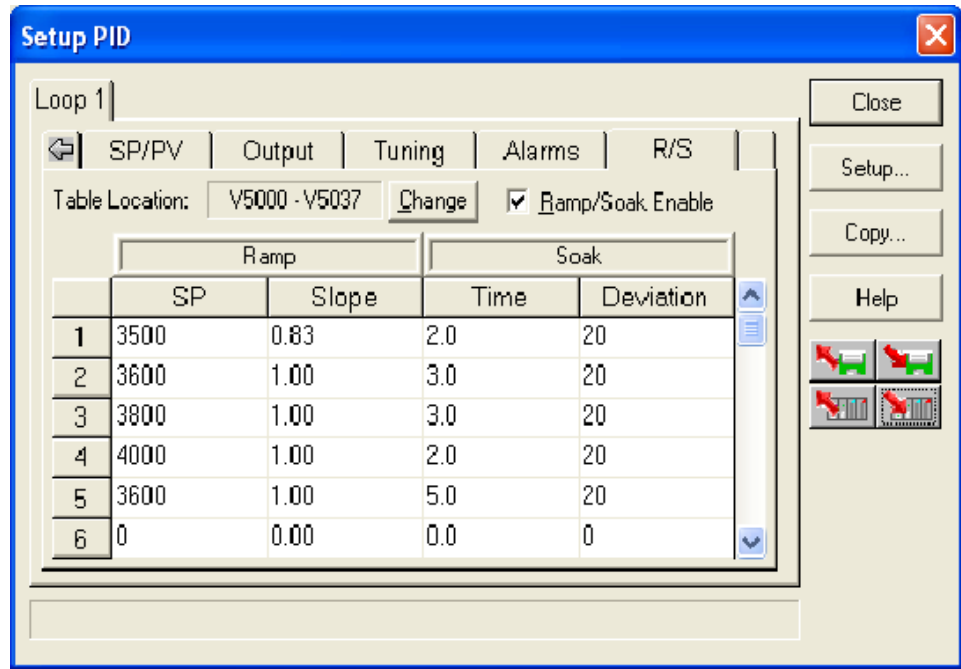 Setup PID
Loop 1
SP/PV Output Tuning Alarms R/S
Table Location: V5000 - V5037 Change Ramp/Soak Enable
Ramp Soak
SP Slope Time Deviation
1 3500 0.83 2.0 20
2 3600 1.00 3.0 20
3 3800 1.00 3.0 20
4 4000 1.00 2.0 20
5 3600 1.00 5.0 20
6 0 0.00 0.0 0
Close
Setup...
Copy...
Help